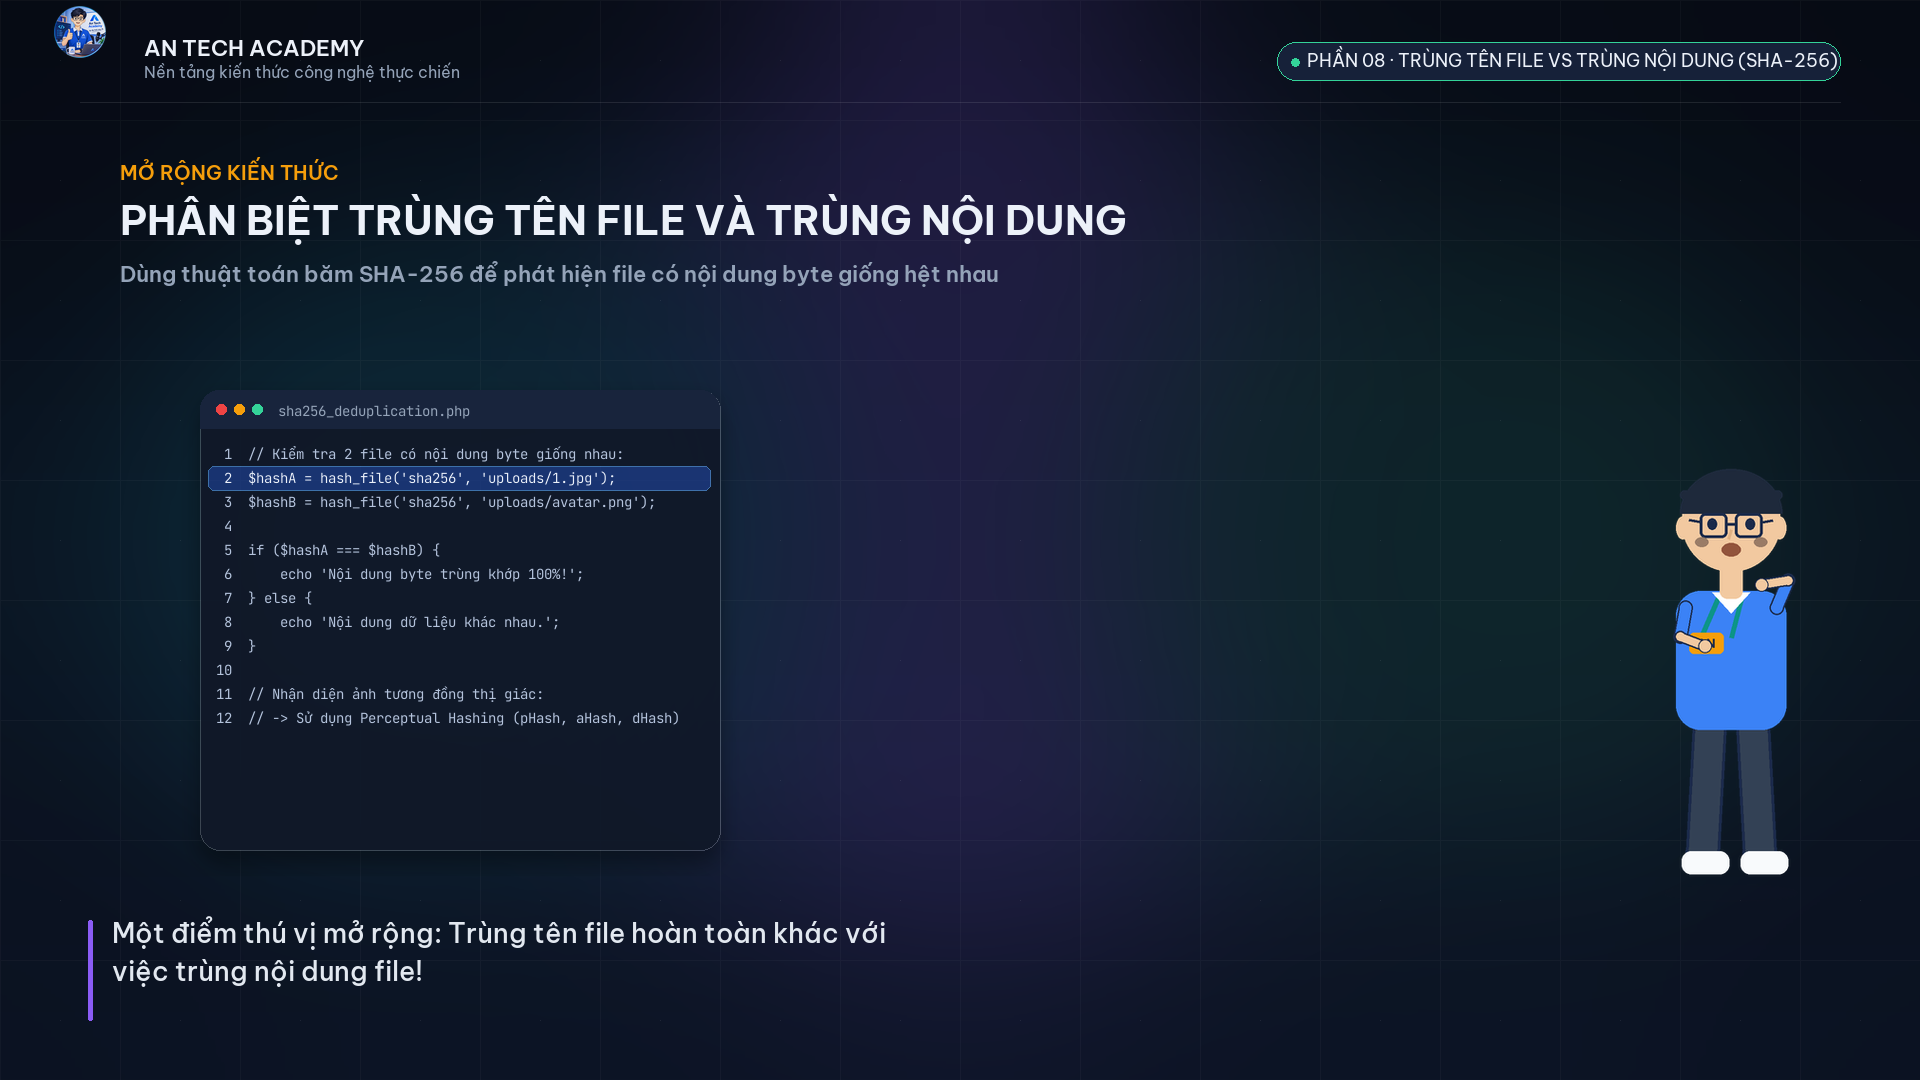 AN TECH ACADEMY
Nền tảng kiến thức công nghệ thực chiến
PHẦN 08 · TRÙNG TÊN FILE VS TRÙNG NỘI DUNG (SHA-256)
MỞ RỘNG KIẾN THỨC
PHÂN BIỆT TRÙNG TÊN FILE VÀ TRÙNG NỘI DUNG
Dùng thuật toán băm SHA-256 để phát hiện file có nội dung byte giống hệt nhau
sha256_deduplication.php
1 // Kiểm tra 2 file có nội dung byte giống nhau:
2 $hashA = hash_file('sha256', 'uploads/1.jpg');
3 $hashB = hash_file('sha256', 'uploads/avatar.png');
4
5 if ($hashA === $hashB) {
6     echo 'Nội dung byte trùng khớp 100%!';
7 } else {
8     echo 'Nội dung dữ liệu khác nhau.';
9 }
10
11 // Nhận diện ảnh tương đồng thị giác:
12 // -> Sử dụng Perceptual Hashing (pHash, aHash, dHash)
Một điểm thú vị mở rộng: Trùng tên file hoàn toàn khác với
việc trùng nội dung file!